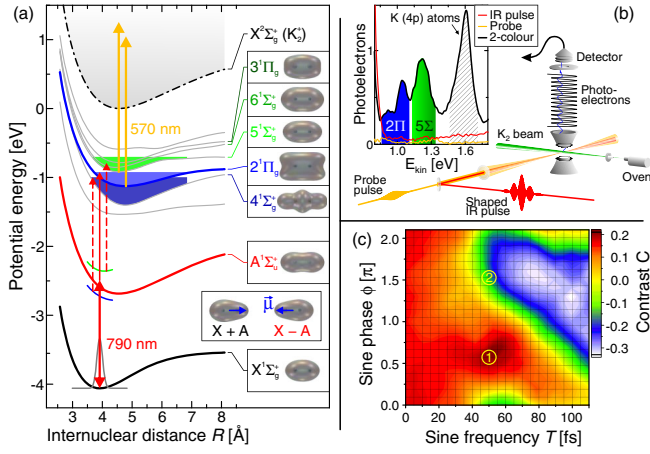 (a)
Potential energy [eV]
0
-1
-2
-3
-4
570 nm
790 nm
X²Σg⁺ (K₂⁺)
3¹Πg
6¹Σg⁺
5¹Σg⁺
2¹Πg
4¹Σg⁺
A¹Σu⁺
μ⃗
X + A X − A
X¹Σg⁺
3 4 5 6 7 8
Internuclear distance R [Å]
(b)
Photoelectrons
1
0
K (4p) atoms
IR pulse
Probe
2-colour
2Π 5Σ
1.0 1.3 1.6
Ekin [eV]
Detector
Photo-
electrons
K₂ beam
Oven
Probe
pulse
Shaped
IR pulse
(c)
Sine phase ϕ [π]
2.0
1.5
1.0
0.5
0.0
2
1
0 20 40 60 80 100
Sine frequency T [fs]
0.2
0.1
0.0
-0.1
-0.2
-0.3
Contrast C